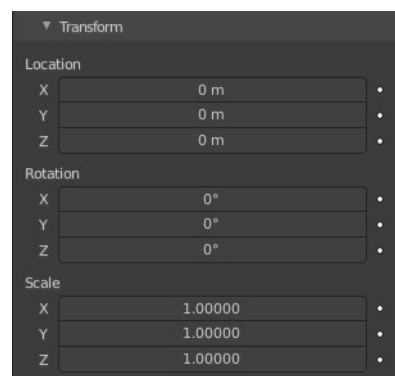 Transform
Location
X 0 m
Y 0 m
Z 0 m
Rotation
X 0°
Y 0°
Z 0°
Scale
X 1.00000
Y 1.00000
Z 1.00000